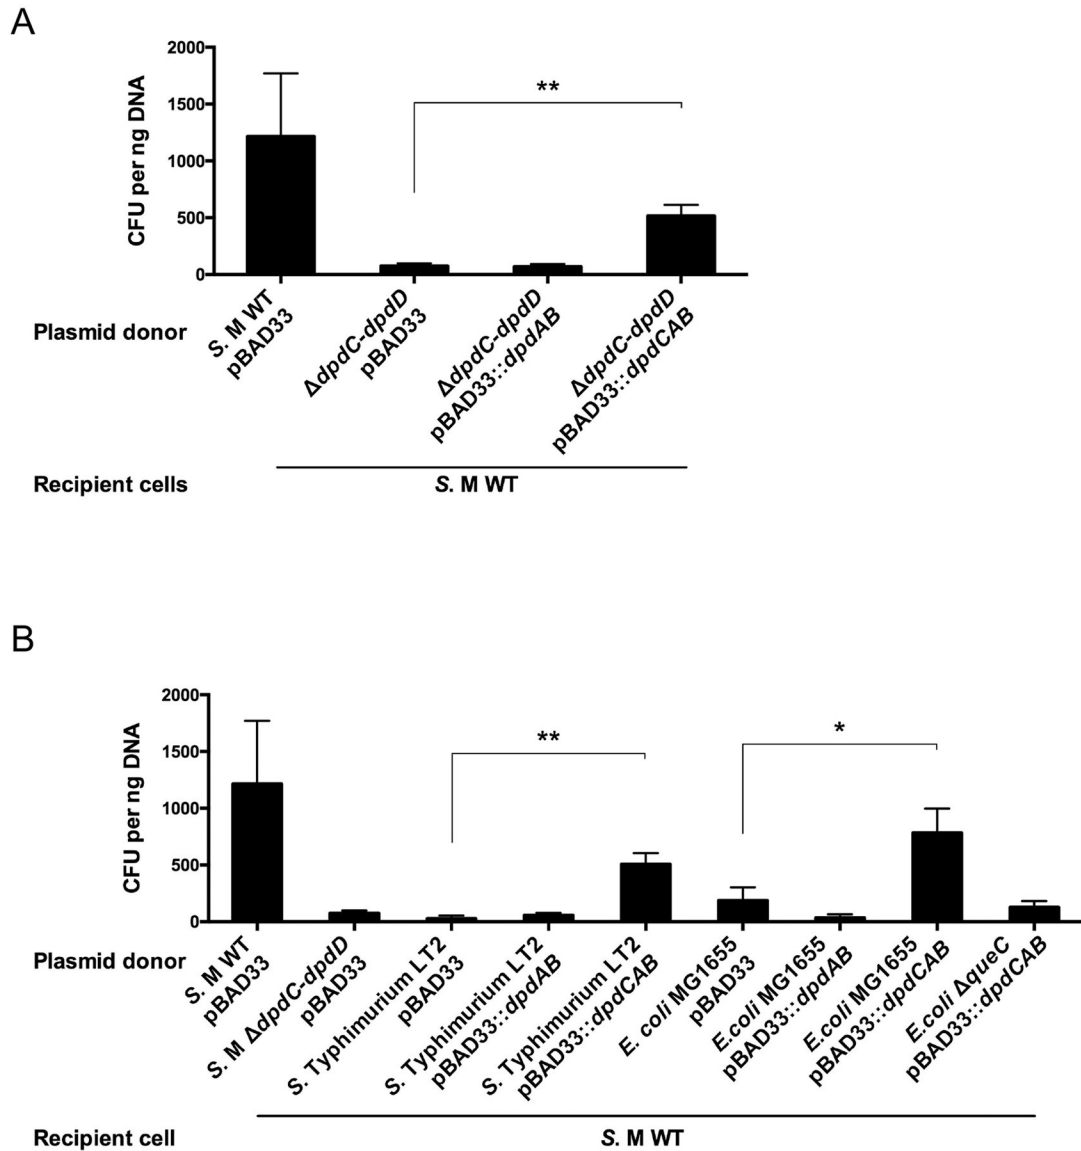 A
2000
1500
1000
500
0
CFU per ng DNA
**
Plasmid donor
S. M WT
pBAD33
ΔdpdC-dpdD
pBAD33
ΔdpdC-dpdD
pBAD33::dpdAB
ΔdpdC-dpdD
pBAD33::dpdCAB
Recipient cells
S. M WT
B
2000
1500
1000
500
0
CFU per ng DNA
**
*
Plasmid donor
S. M WT
pBAD33
S. M ΔdpdC-dpdD
pBAD33
S. Typhimurium LT2
pBAD33
S. Typhimurium LT2
pBAD33::dpdAB
S. Typhimurium LT2
pBAD33::dpdCAB
E. coli MG1655
pBAD33
E.coli MG1655
pBAD33::dpdAB
E.coli MG1655
pBAD33::dpdCAB
E.coli ΔqueC
pBAD33::dpdCAB
Recipient cell
S. M WT